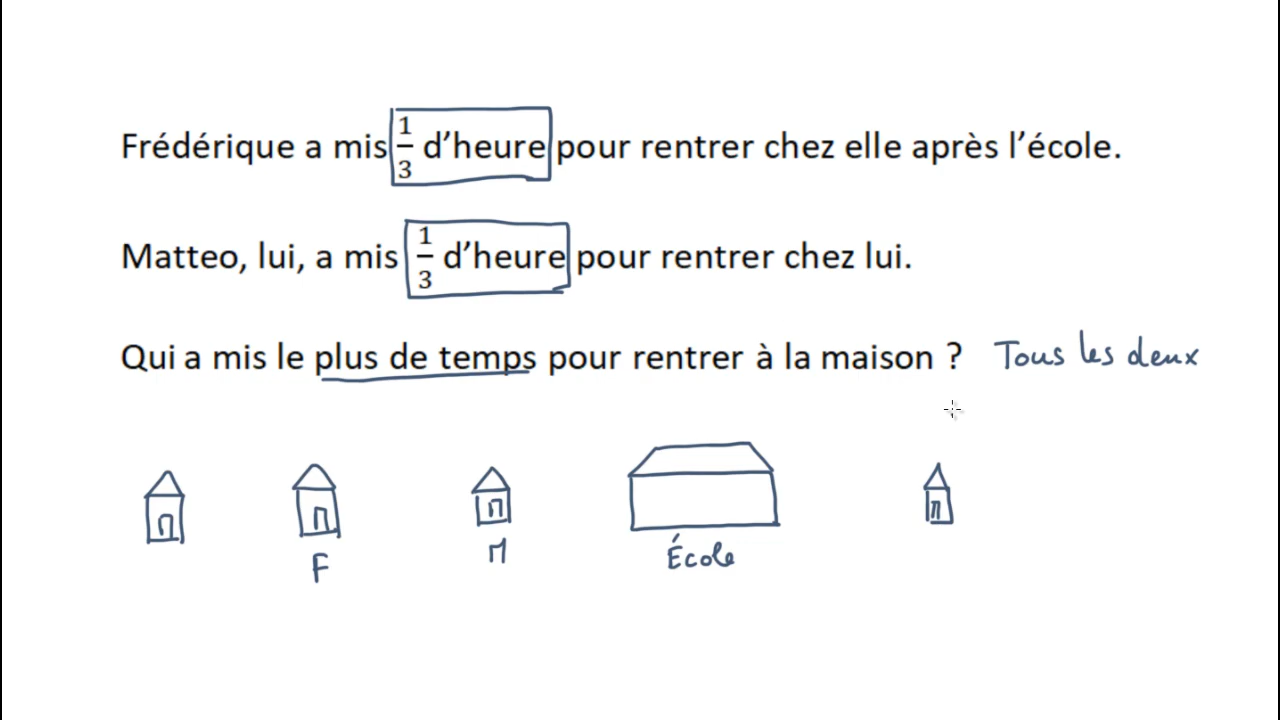 Frédérique a mis 1/3 d’heure pour rentrer chez elle après l’école.
Matteo, lui, a mis 1/3 d’heure pour rentrer chez lui.
Qui a mis le plus de temps pour rentrer à la maison ? Tous les deux
F
M
École